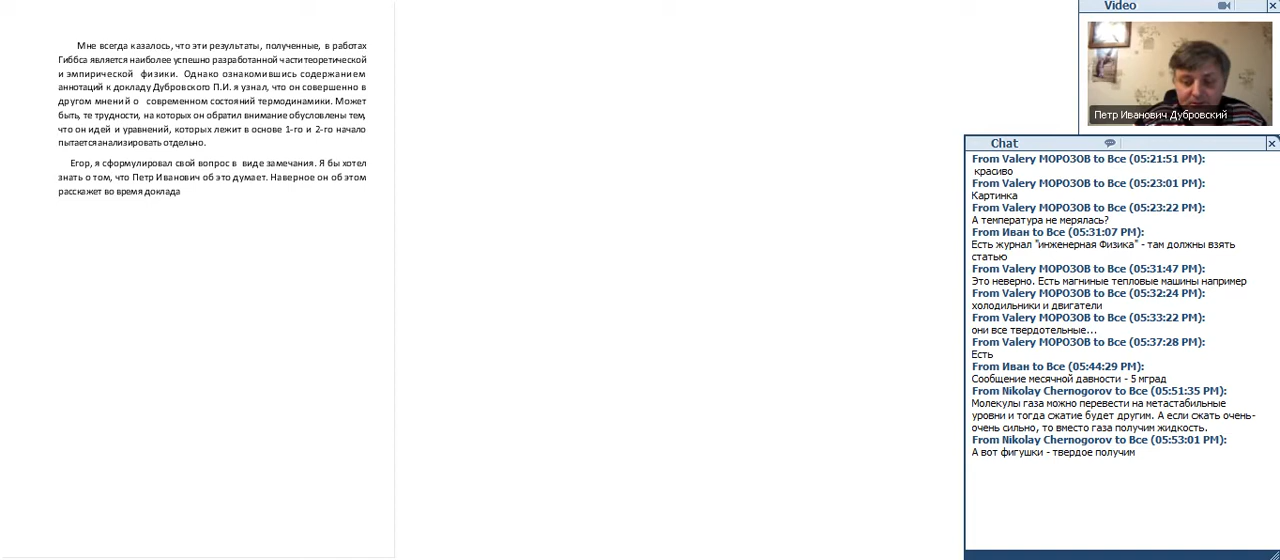 Мне всегда казалось, что эти результаты, полученные, в работах
Гиббса является наиболее успешно разработанной части теоретической
и эмпирической физики. Однако ознакомившись содержанием
аннотаций к докладу Дубровского П.И. я узнал, что он совершенно в
другом мнений о современном состояний термодинамики. Может
быть, те трудности, на которых он обратил внимание обусловлены тем,
что он идей и уравнений, которых лежит в основе 1-го и 2-го начало
пытается анализировать отдельно.
Егор, я сформулировал свой вопрос в виде замечания. Я бы хотел
знать о том, что Петр Иванович об это думает. Наверное он об этом
расскажет во время доклада
Video
Петр Иванович Дубровский
Chat
From Valery МОРОЗОВ to Все (05:21:51 PM):
красиво
From Valery МОРОЗОВ to Все (05:23:01 PM):
Картинка
From Valery МОРОЗОВ to Все (05:23:22 PM):
А температура не мерялась?
From Иван to Все (05:31:07 PM):
Есть журнал "инженерная Физика" - там должны взять
статью
From Valery МОРОЗОВ to Все (05:31:47 PM):
Это неверно. Есть магниные тепловые машины например
From Valery МОРОЗОВ to Все (05:32:24 PM):
холодильники и двигатели
From Valery МОРОЗОВ to Все (05:33:22 PM):
они все твердотельные...
From Valery МОРОЗОВ to Все (05:37:28 PM):
Есть
From Иван to Все (05:44:29 PM):
Сообщение месячной давности - 5 мград
From Nikolay Chernogorov to Все (05:51:35 PM):
Молекулы газа можно перевести на метастабильные
уровни и тогда сжатие будет другим. А если сжать очень-
очень сильно, то вместо газа получим жидкость.
From Nikolay Chernogorov to Все (05:53:01 PM):
А вот фигушки - твердое получим